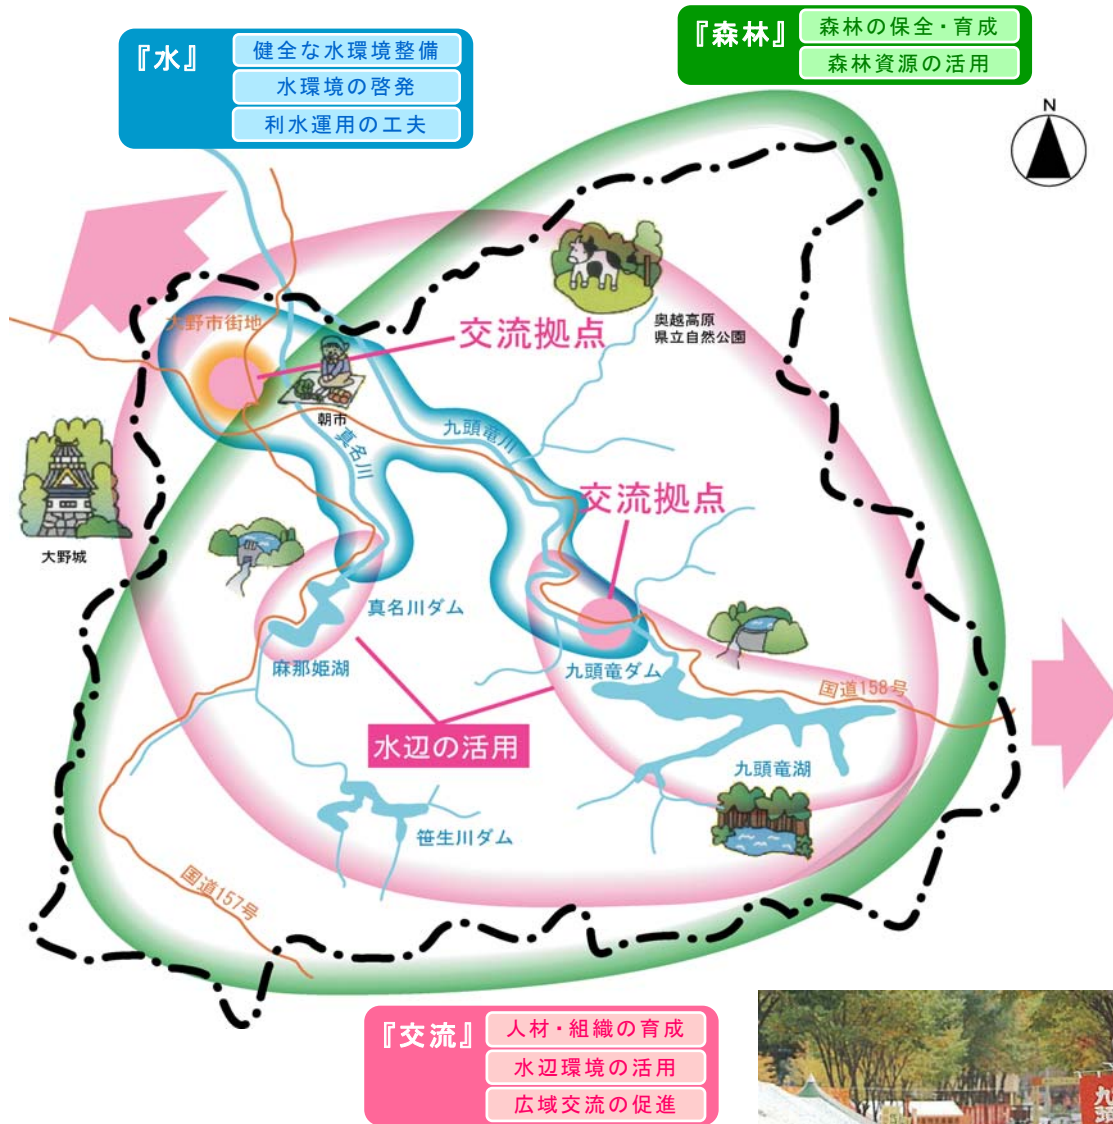 『水』
健全な水環境整備
水環境の啓発
利水運用の工夫
『森林』
森林の保全・育成
森林資源の活用
N
大野市街地
交流拠点
奥越高原
県立自然公園
朝市
真名川
九頭竜川
交流拠点
大野城
真名川ダム
麻那姫湖
九頭竜ダム
国道158号
水辺の活用
九頭竜湖
笹生川ダム
国道157号
『交流』
人材・組織の育成
水辺環境の活用
広域交流の促進